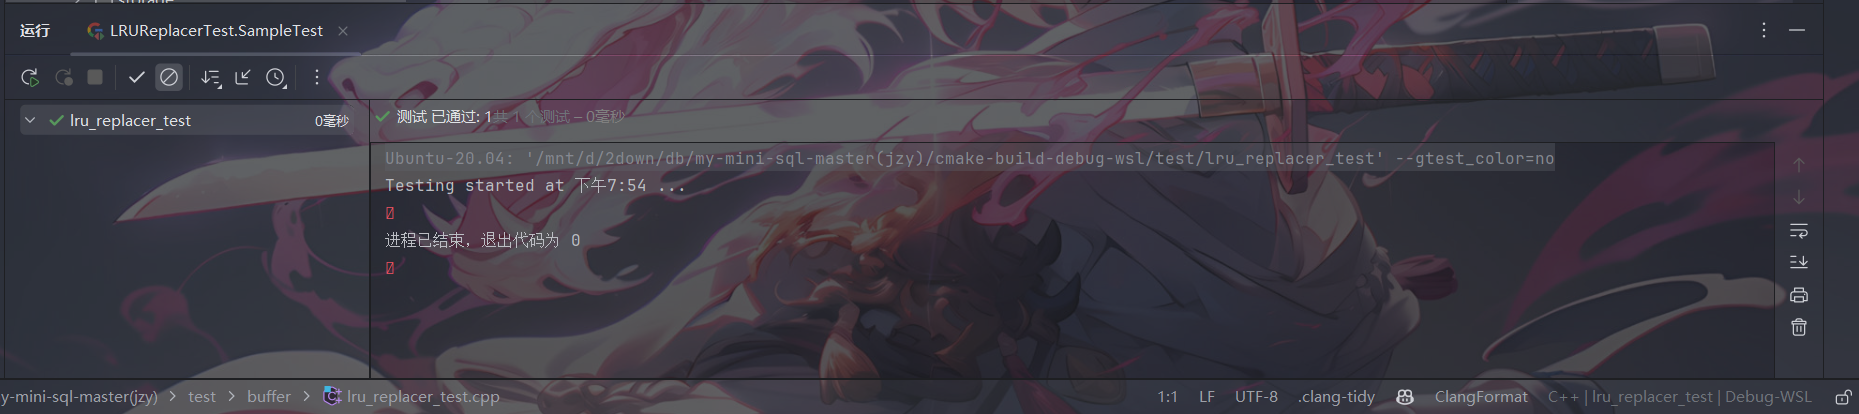 运行 LRUReplacerTest.SampleTest
lru_replacer_test 0毫秒
测试 已通过: 1共 1 个测试 – 0毫秒
Ubuntu-20.04: '/mnt/d/2down/db/my-mini-sql-master(jzy)/cmake-build-debug-wsl/test/lru_replacer_test' --gtest_color=no
Testing started at 下午7:54 ...
进程已结束，退出代码为 0
y-mini-sql-master(jzy) test buffer lru_replacer_test.cpp 1:1 LF UTF-8 .clang-tidy ClangFormat C++ | lru_replacer_test | Debug-WSL